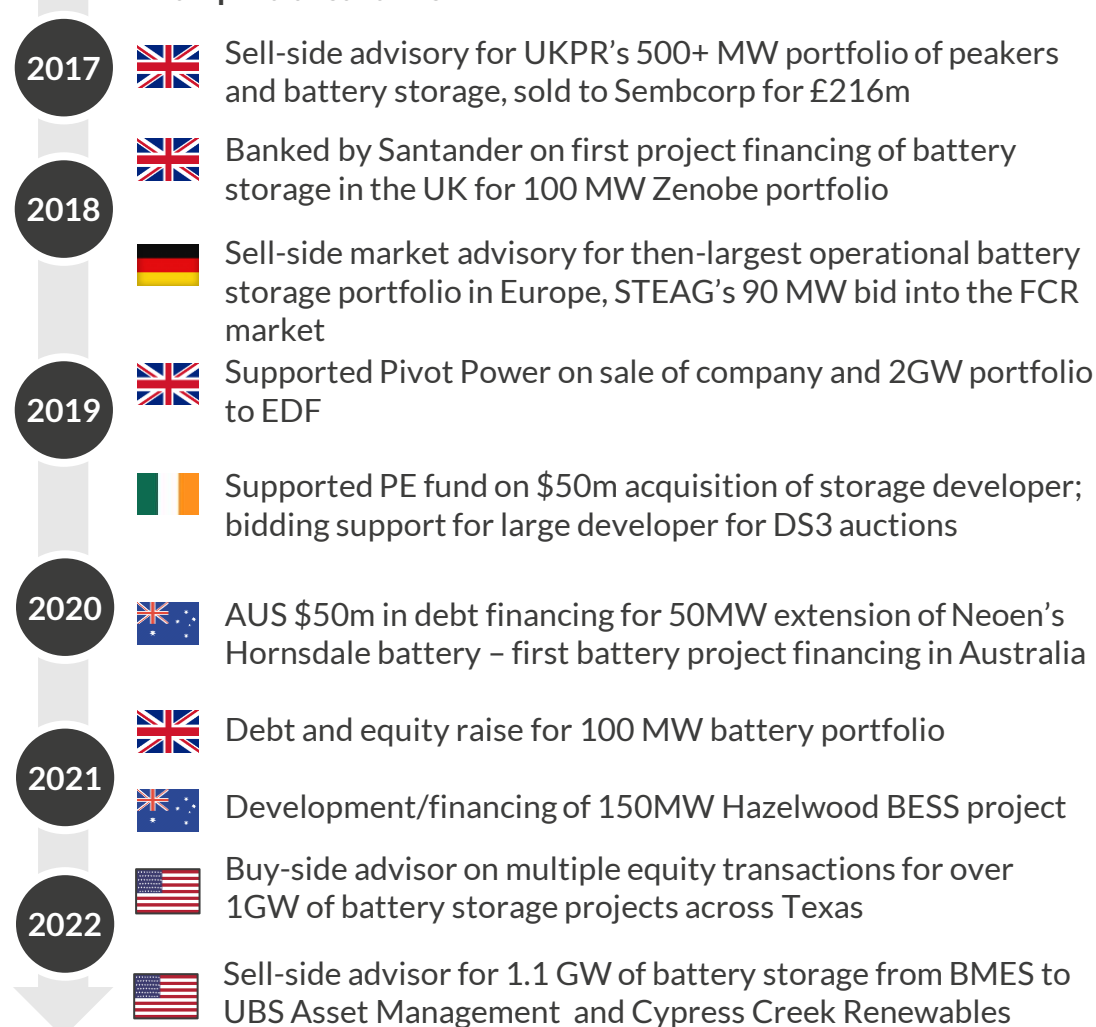 2017
Sell-side advisory for UKPR's 500+ MW portfolio of peakers
and battery storage, sold to Sembcorp for £216m
2018
Banked by Santander on first project financing of battery
storage in the UK for 100 MW Zenobe portfolio
Sell-side market advisory for then-largest operational battery
storage portfolio in Europe, STEAG's 90 MW bid into the FCR
market
2019
Supported Pivot Power on sale of company and 2GW portfolio
to EDF
Supported PE fund on $50m acquisition of storage developer;
bidding support for large developer for DS3 auctions
2020
AUS $50m in debt financing for 50MW extension of Neoen's
Hornsdale battery – first battery project financing in Australia
2021
Debt and equity raise for 100 MW battery portfolio
Development/financing of 150MW Hazelwood BESS project
2022
Buy-side advisor on multiple equity transactions for over
1GW of battery storage projects across Texas
Sell-side advisor for 1.1 GW of battery storage from BMES to
UBS Asset Management and Cypress Creek Renewables